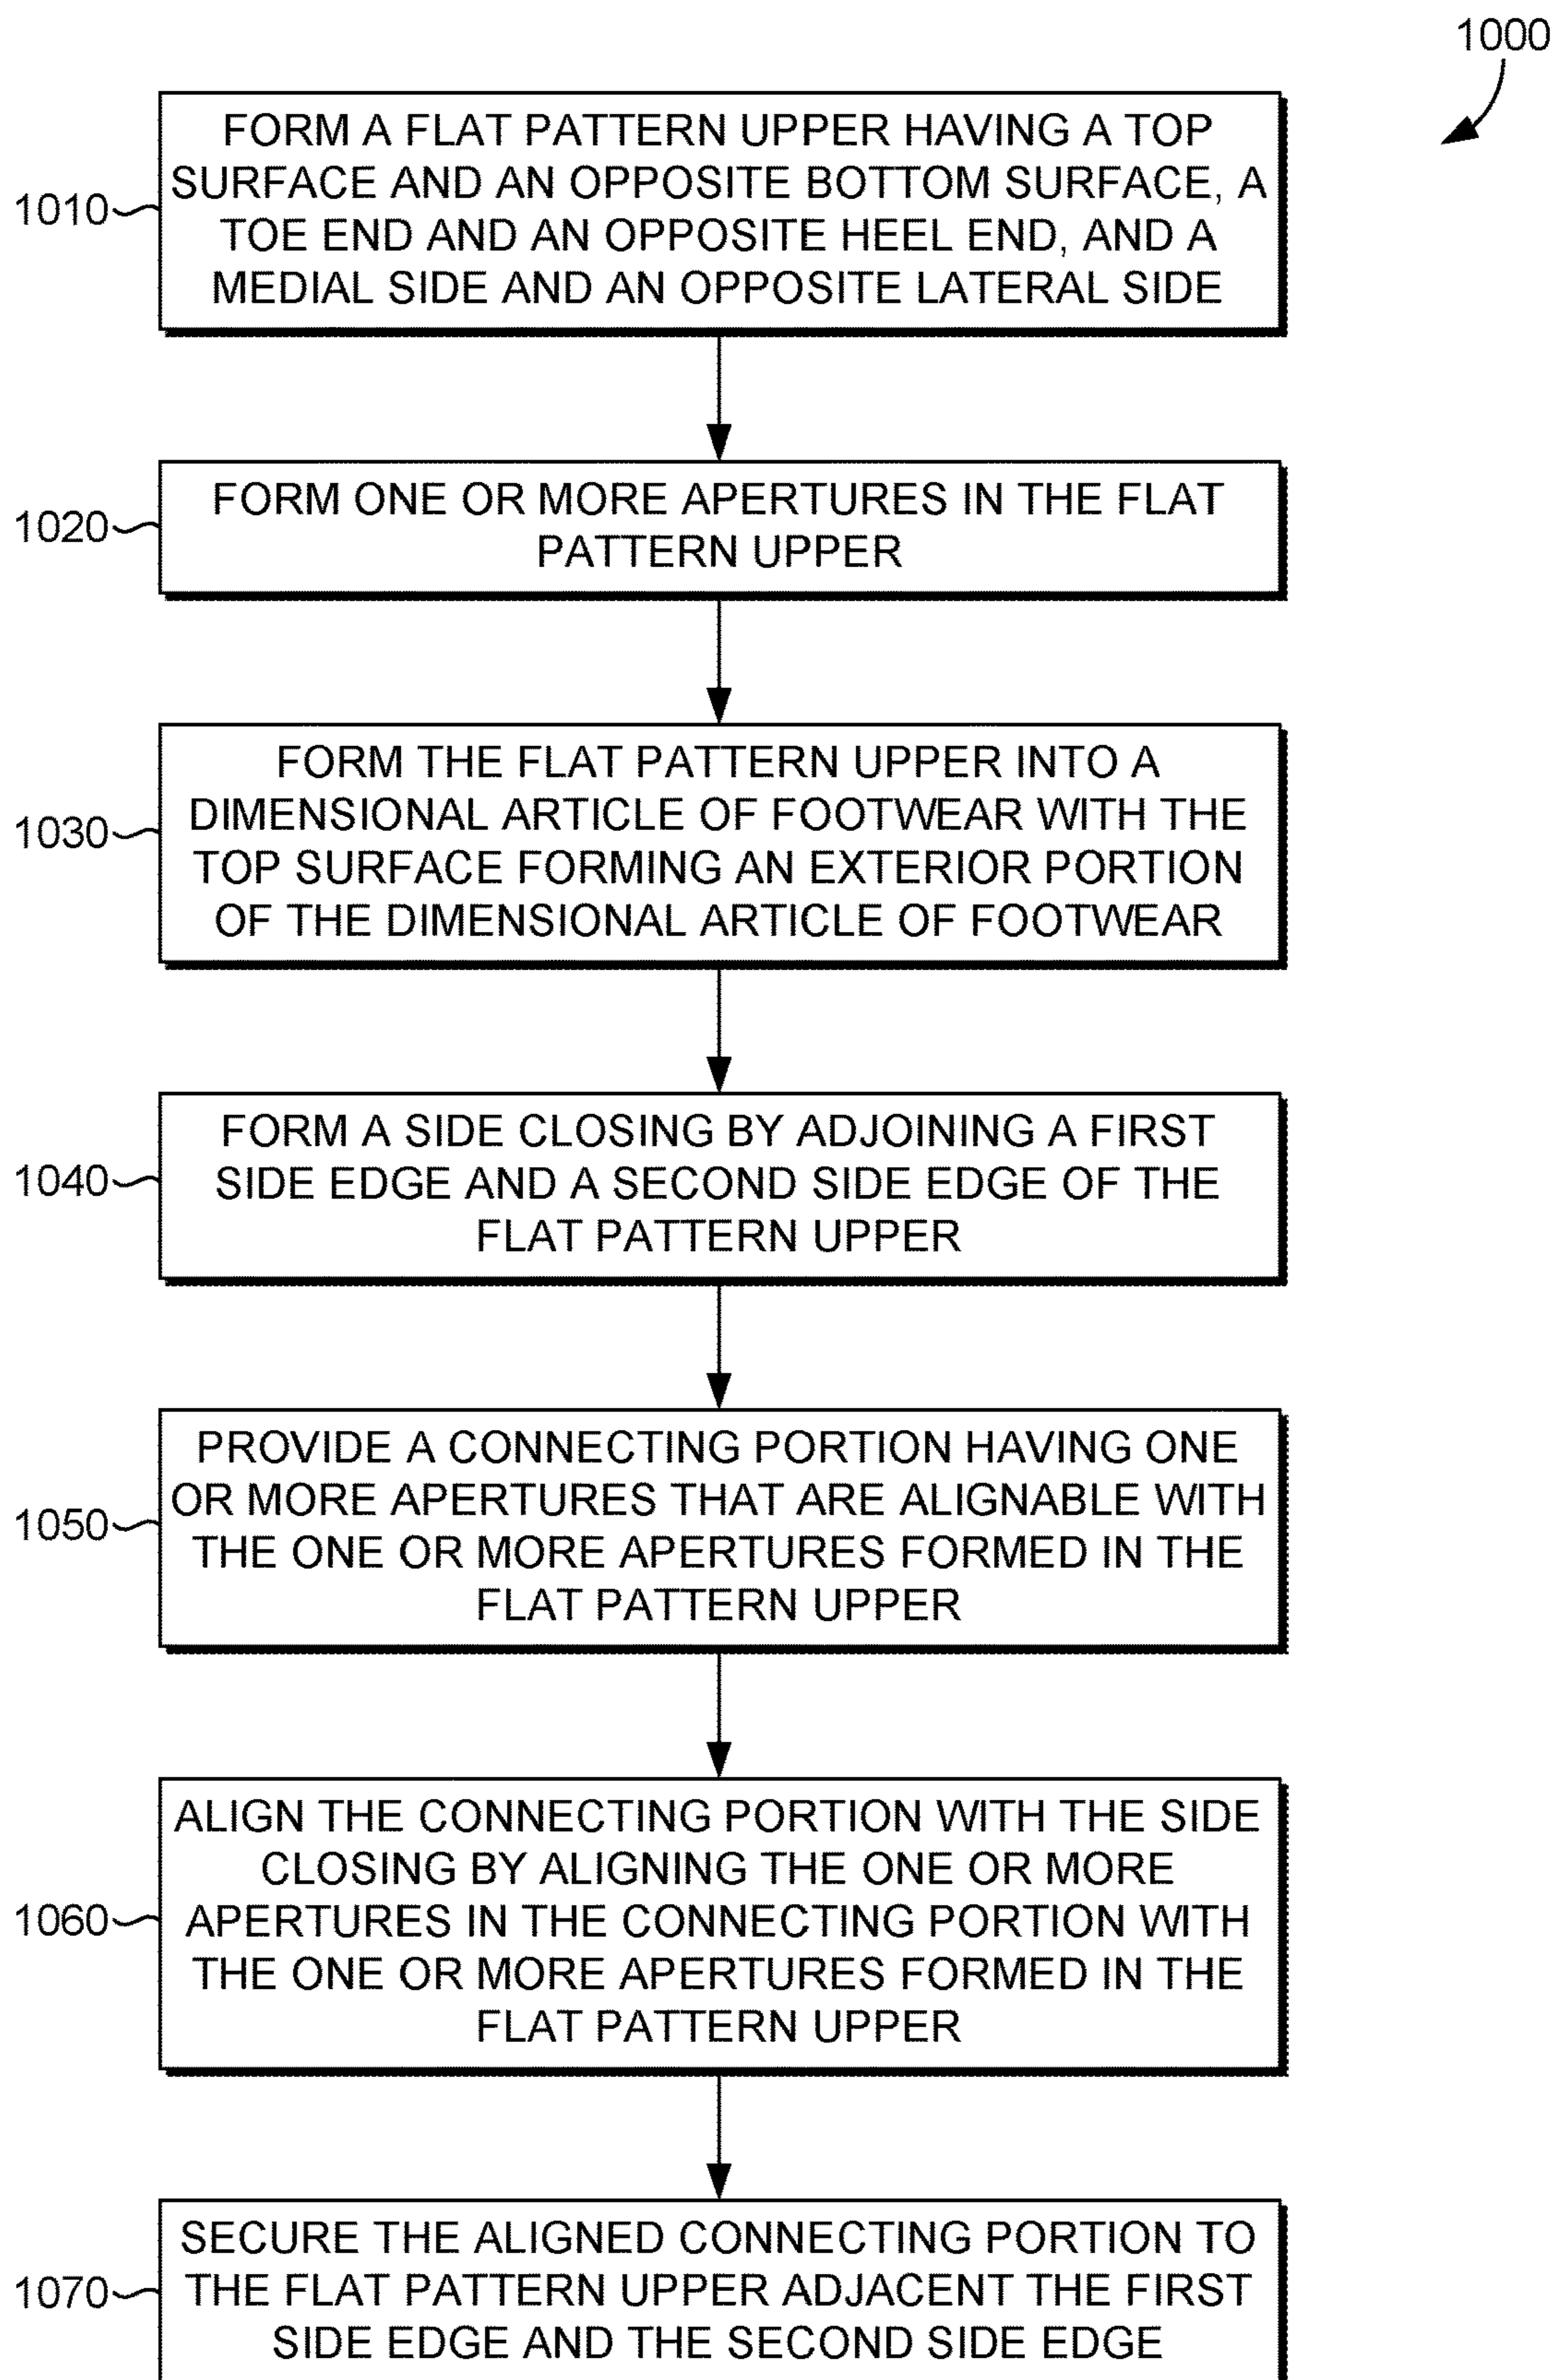 1000
FORM A FLAT PATTERN UPPER HAVING A TOP
SURFACE AND AN OPPOSITE BOTTOM SURFACE, A
TOE END AND AN OPPOSITE HEEL END, AND A
MEDIAL SIDE AND AN OPPOSITE LATERAL SIDE
1010
FORM ONE OR MORE APERTURES IN THE FLAT
PATTERN UPPER
1020
FORM THE FLAT PATTERN UPPER INTO A
DIMENSIONAL ARTICLE OF FOOTWEAR WITH THE
TOP SURFACE FORMING AN EXTERIOR PORTION
OF THE DIMENSIONAL ARTICLE OF FOOTWEAR
1030
FORM A SIDE CLOSING BY ADJOINING A FIRST
SIDE EDGE AND A SECOND SIDE EDGE OF THE
FLAT PATTERN UPPER
1040
PROVIDE A CONNECTING PORTION HAVING ONE
OR MORE APERTURES THAT ARE ALIGNABLE WITH
THE ONE OR MORE APERTURES FORMED IN THE
FLAT PATTERN UPPER
1050
ALIGN THE CONNECTING PORTION WITH THE SIDE
CLOSING BY ALIGNING THE ONE OR MORE
APERTURES IN THE CONNECTING PORTION WITH
THE ONE OR MORE APERTURES FORMED IN THE
FLAT PATTERN UPPER
1060
SECURE THE ALIGNED CONNECTING PORTION TO
THE FLAT PATTERN UPPER ADJACENT THE FIRST
SIDE EDGE AND THE SECOND SIDE EDGE
1070